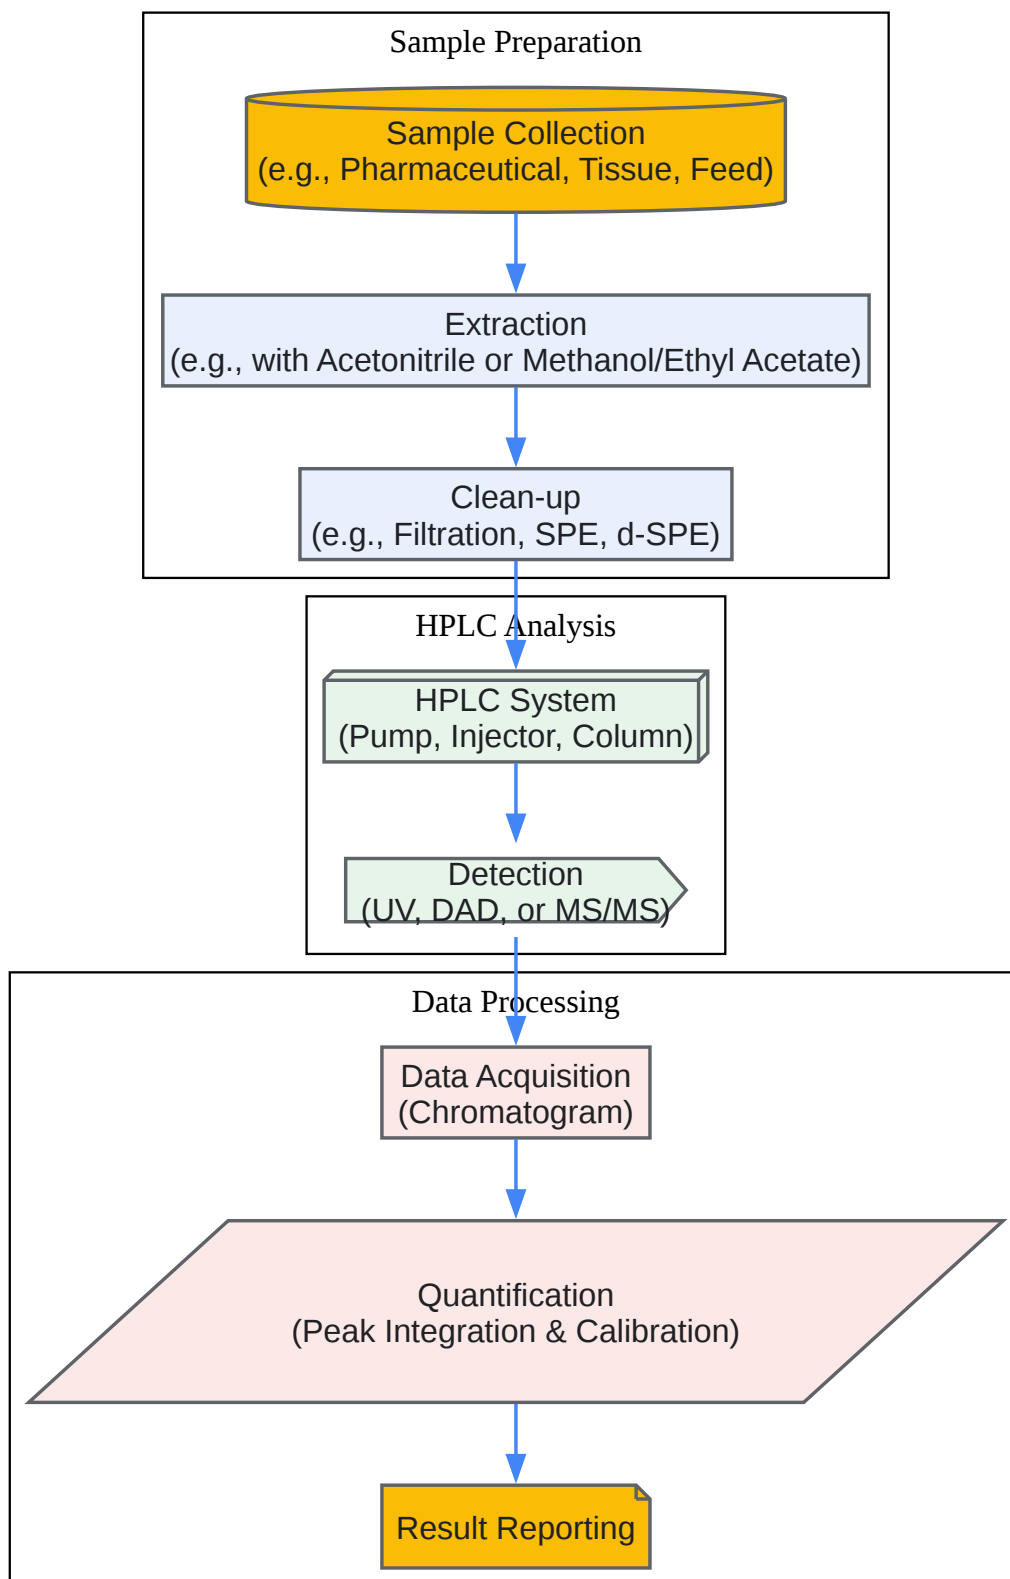 Sample Preparation
Sample Collection
(e.g., Pharmaceutical, Tissue, Feed)
Extraction
(e.g., with Acetonitrile or Methanol/Ethyl Acetate)
Clean-up
(e.g., Filtration, SPE, d-SPE)
HPLC Analysis
HPLC System
(Pump, Injector, Column)
Detection
(UV, DAD, or MS/MS)
Data Processing
Data Acquisition
(Chromatogram)
Quantification
(Peak Integration & Calibration)
Result Reporting